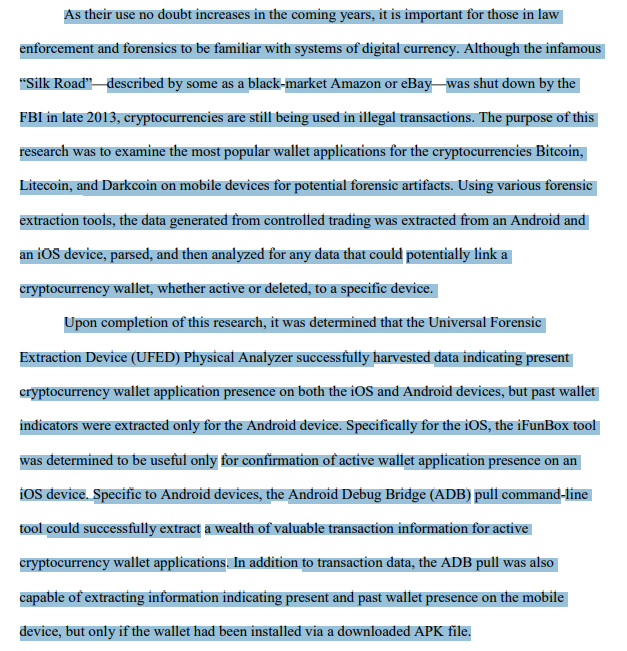 As their use no doubt increases in the coming years, it is important for those in law
enforcement and forensics to be familiar with systems of digital currency. Although the infamous
“Silk Road”—described by some as a black-market Amazon or eBay—was shut down by the
FBI in late 2013, cryptocurrencies are still being used in illegal transactions. The purpose of this
research was to examine the most popular wallet applications for the cryptocurrencies Bitcoin,
Litecoin, and Darkcoin on mobile devices for potential forensic artifacts. Using various forensic
extraction tools, the data generated from controlled trading was extracted from an Android and
an iOS device, parsed, and then analyzed for any data that could potentially link a
cryptocurrency wallet, whether active or deleted, to a specific device.
Upon completion of this research, it was determined that the Universal Forensic
Extraction Device (UFED) Physical Analyzer successfully harvested data indicating present
cryptocurrency wallet application presence on both the iOS and Android devices, but past wallet
indicators were extracted only for the Android device. Specifically for the iOS, the iFunBox tool
was determined to be useful only for confirmation of active wallet application presence on an
iOS device. Specific to Android devices, the Android Debug Bridge (ADB) pull command-line
tool could successfully extract a wealth of valuable transaction information for active
cryptocurrency wallet applications. In addition to transaction data, the ADB pull was also
capable of extracting information indicating present and past wallet presence on the mobile
device, but only if the wallet had been installed via a downloaded APK file.